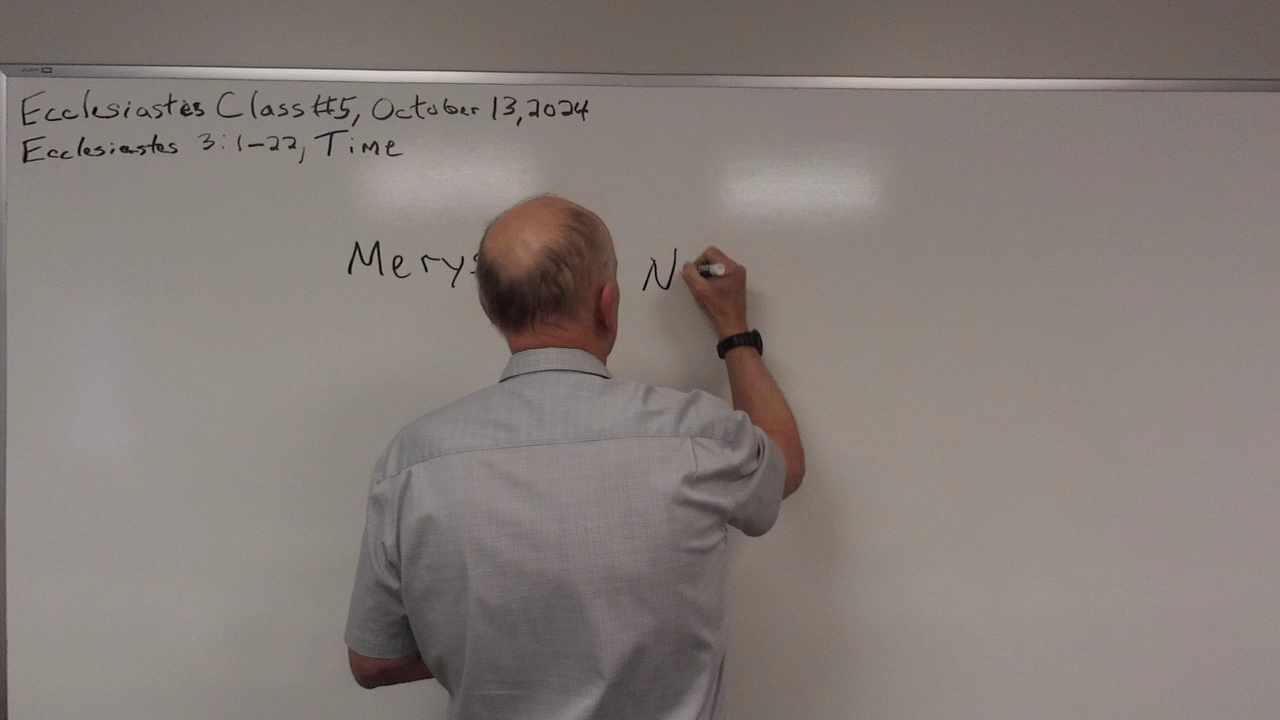 Ecclesiastes Class #5, October 13, 2024
Ecclesiastes 3:1-22, Time
N